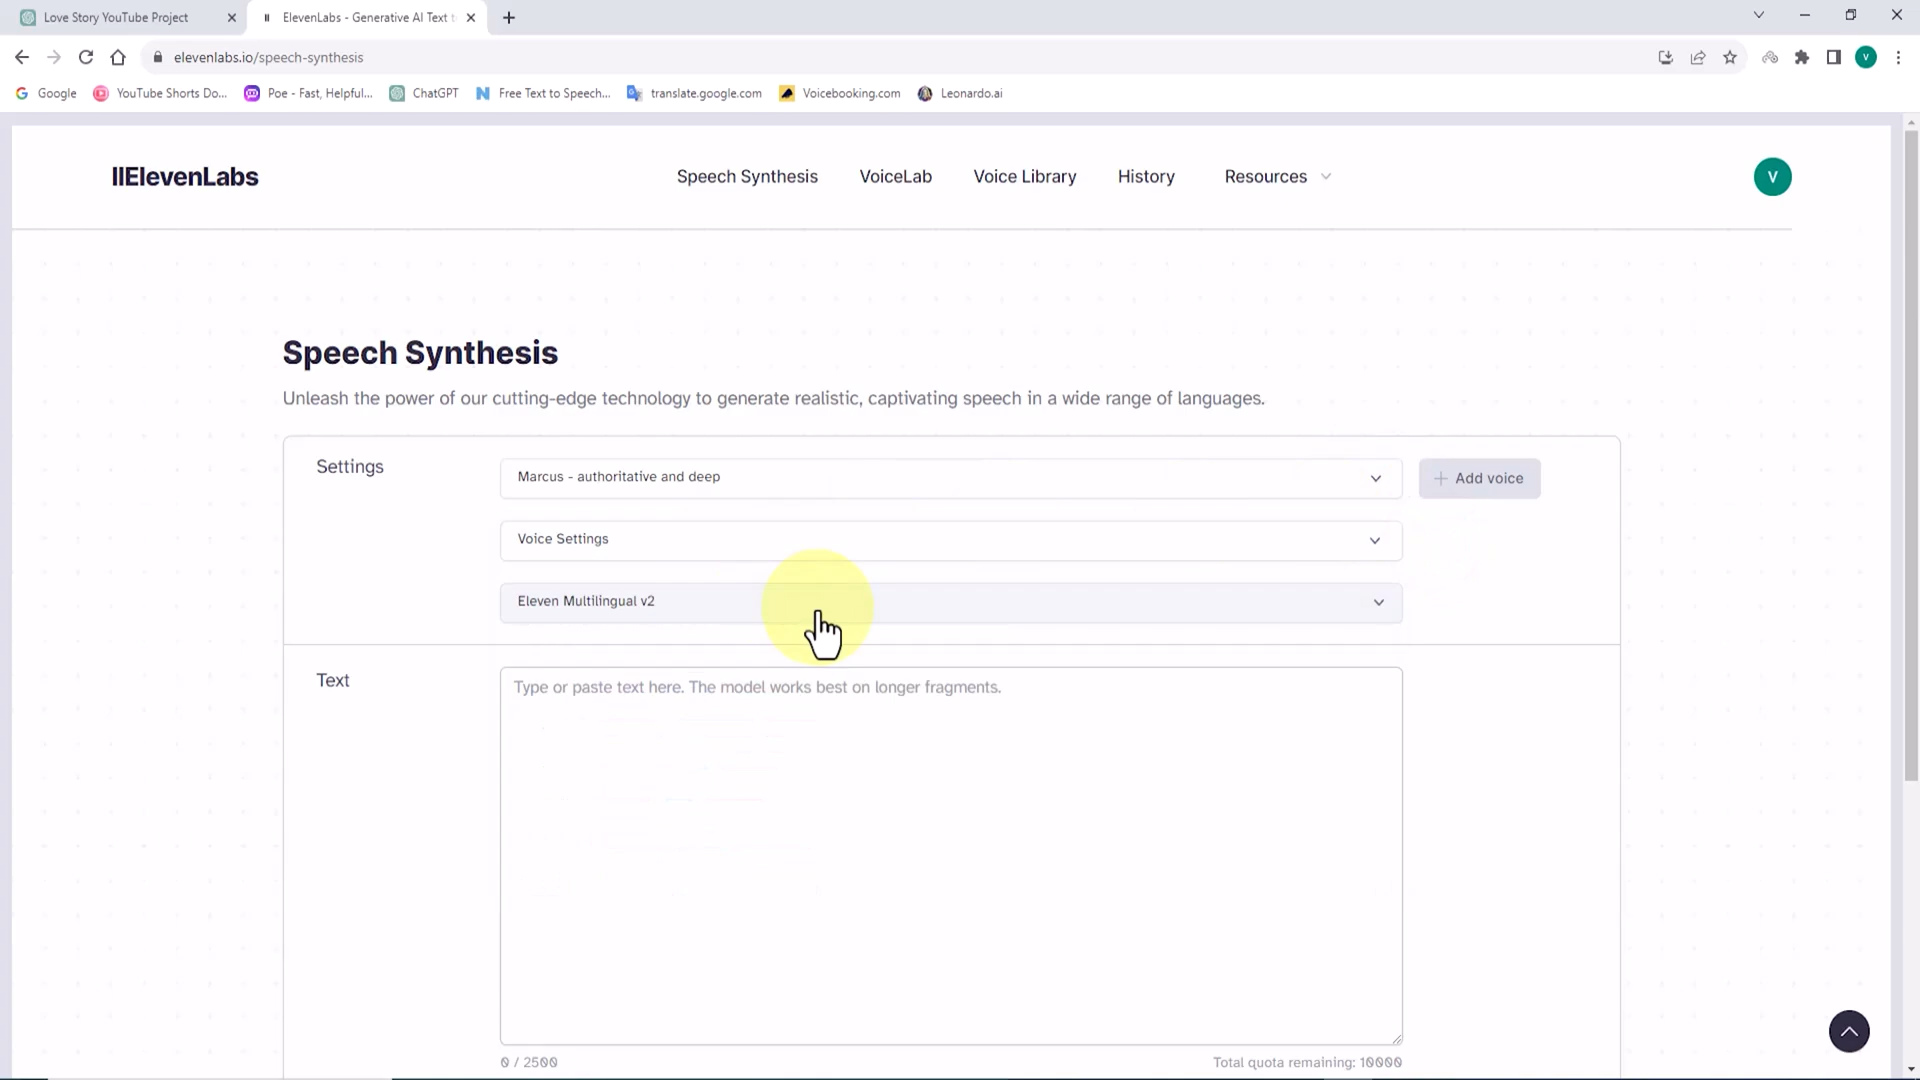 Love Story YouTube Project
ElevenLabs - Generative AI Text t
elevenlabs.io/speech-synthesis
V
Google
YouTube Shorts Do...
Poe - Fast, Helpful...
ChatGPT
Free Text to Speech...
translate.google.com
Voicebooking.com
Leonardo.ai
IIElevenLabs
Speech Synthesis
VoiceLab
Voice Library
History
Resources
V
Speech Synthesis
Unleash the power of our cutting-edge technology to generate realistic, captivating speech in a wide range of languages.
Settings
Marcus - authoritative and deep
+ Add voice
Voice Settings
Eleven Multilingual v2
Text
Type or paste text here. The model works best on longer fragments.
0 / 2500
Total quota remaining: 10000